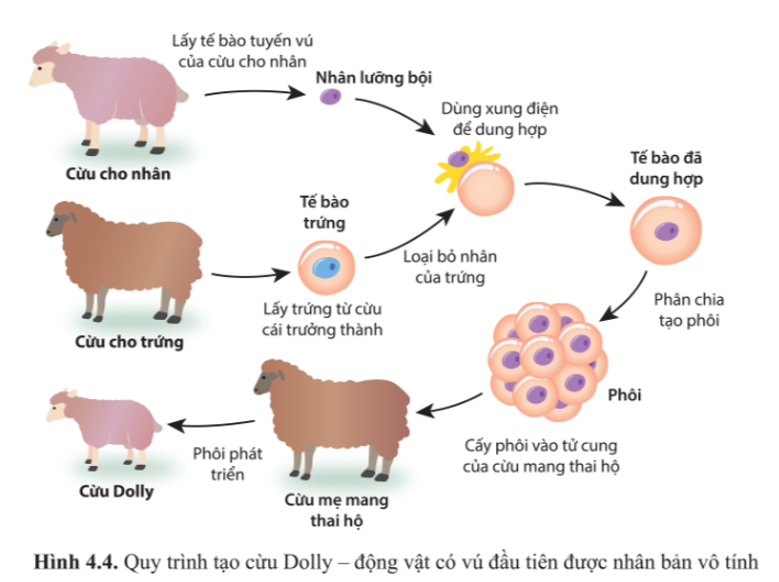 Lấy tế bào tuyến vú
của cừu cho nhân
Nhân lưỡng bội
Cừu cho nhân
Dùng xung điện
để dung hợp
Tế bào đã
dung hợp
Tế bào
trứng
Loại bỏ nhân
của trứng
Lấy trứng từ cừu
cái trưởng thành
Cừu cho trứng
Phân chia
tạo phôi
Phôi
Cấy phôi vào tử cung
của cừu mang thai hộ
Cừu mẹ mang
thai hộ
Phôi phát
triển
Cừu Dolly
Hình 4.4. Quy trình tạo cừu Dolly – động vật có vú đầu tiên được nhân bản vô tính